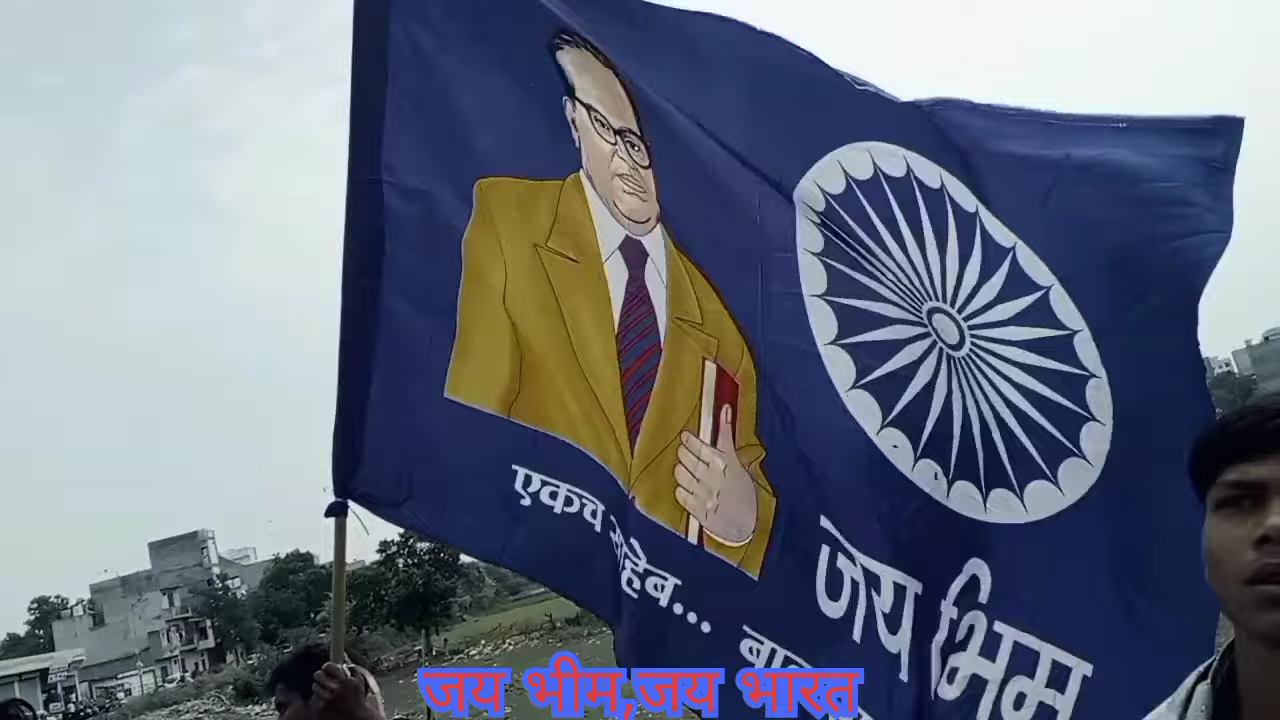 एकच साहेब...
जय भिम
जय भीम,जय भारत